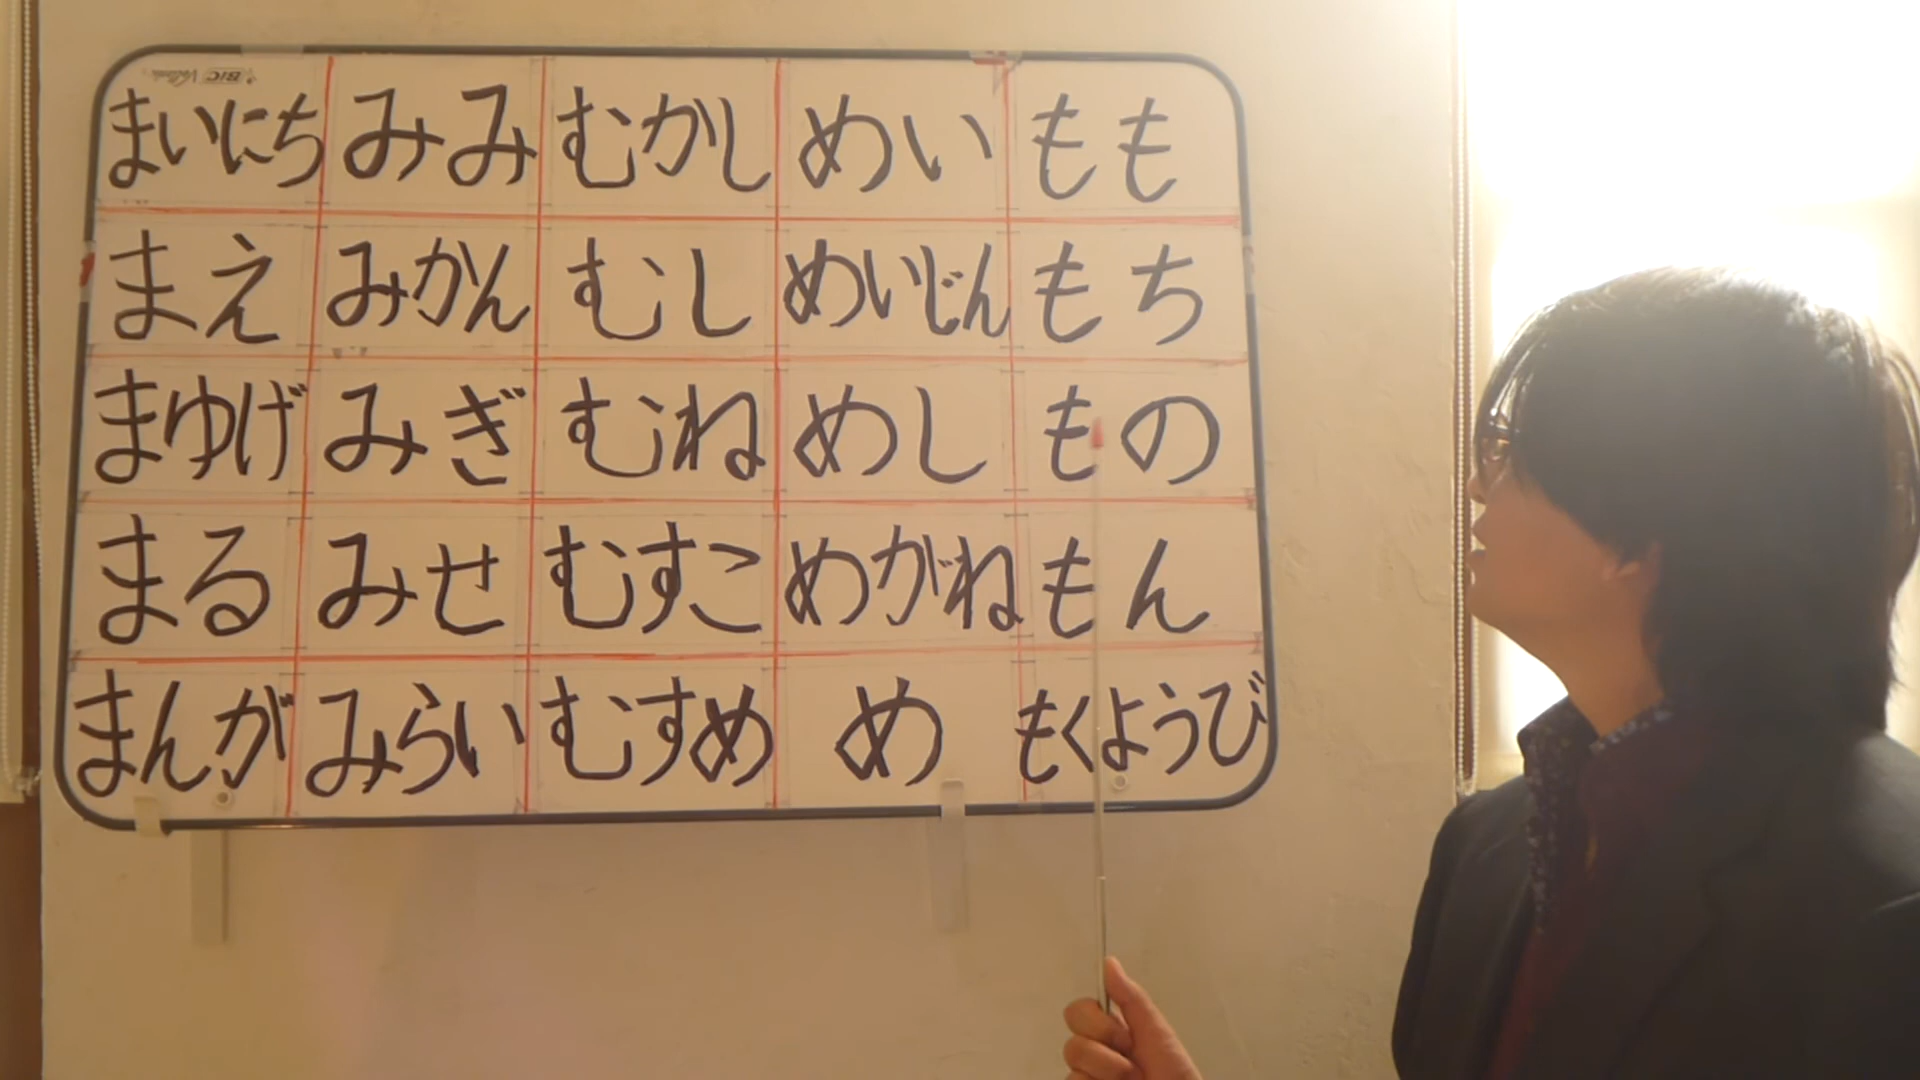 まいにち みみ むかし めい もも
まえ みかん むし めいじん もち
まゆげ みぎ むね めし もの
まる みせ むすこ めがね もん
まんが みらい むすめ め もくようび